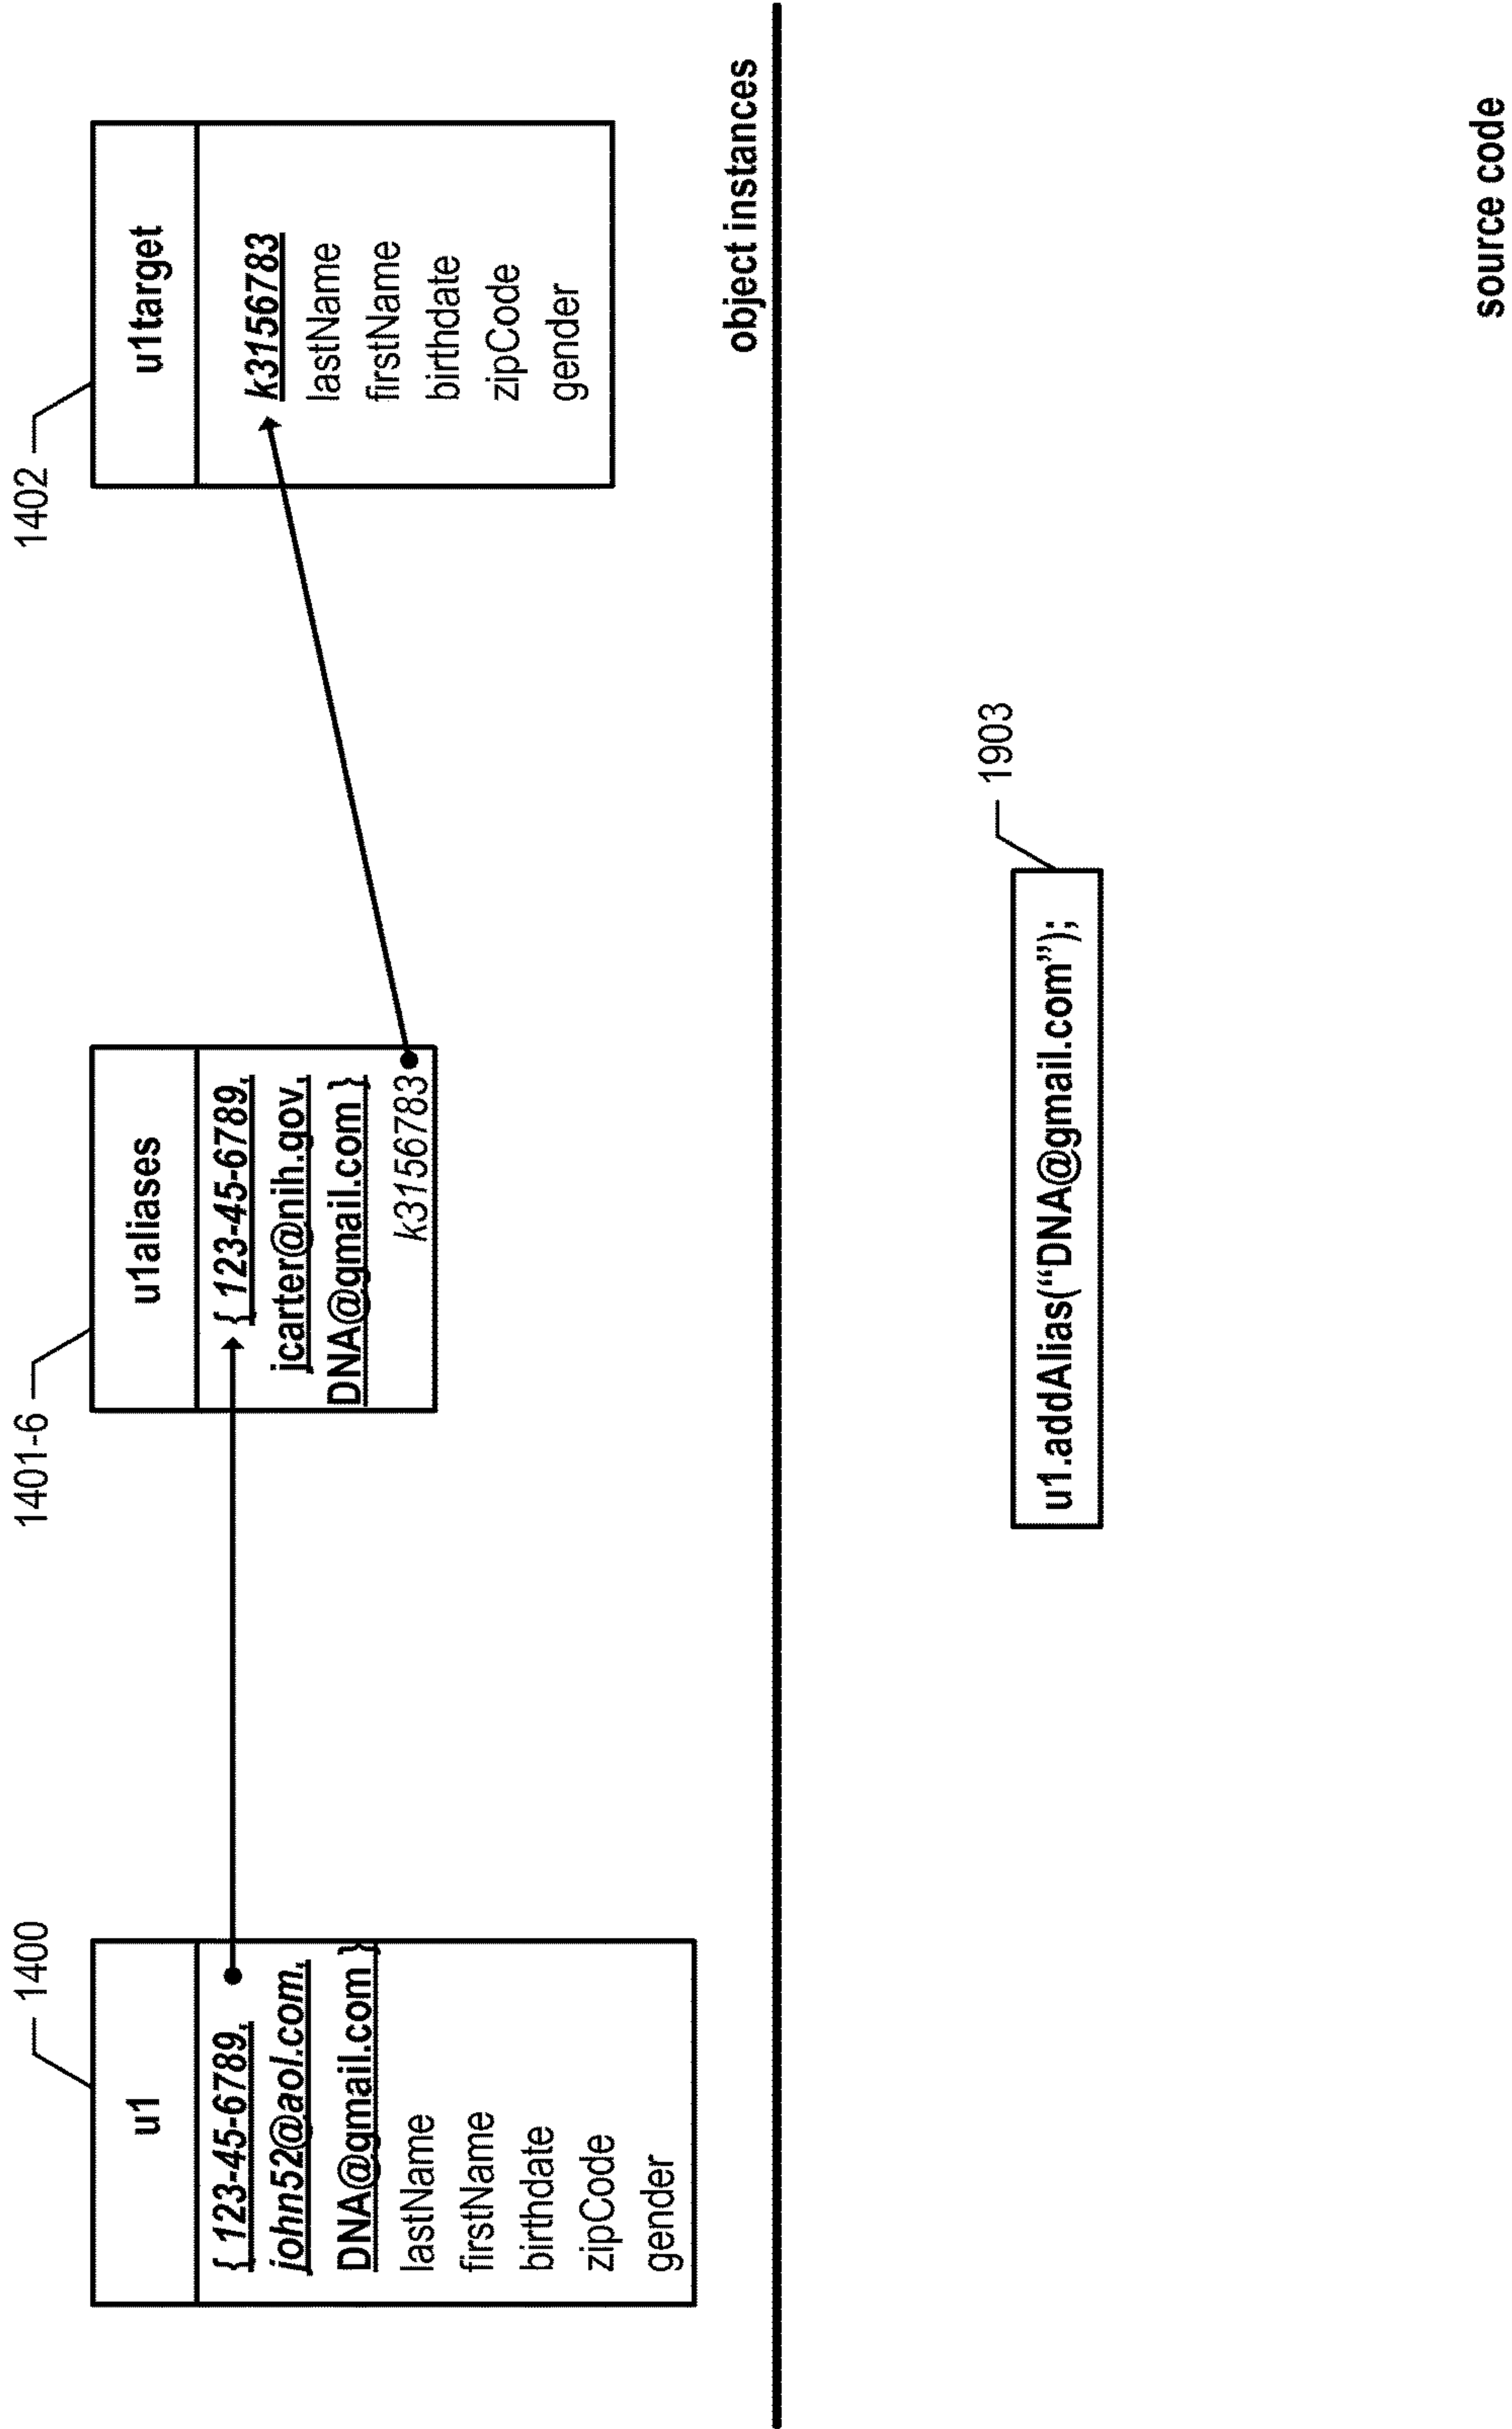 1400
u1
{ 123-45-6789,
john52@aol.com,
DNA@gmail.com }
lastName
firstName
birthdate
zipCode
gender
1401-6
u1aliases
{ 123-45-6789,
jcarter@nih.gov,
DNA@gmail.com }
k3156783
1402
u1target
k3156783
lastName
firstName
birthdate
zipCode
gender
object instances
1903
u1.addAlias(“DNA@gmail.com”);
source code